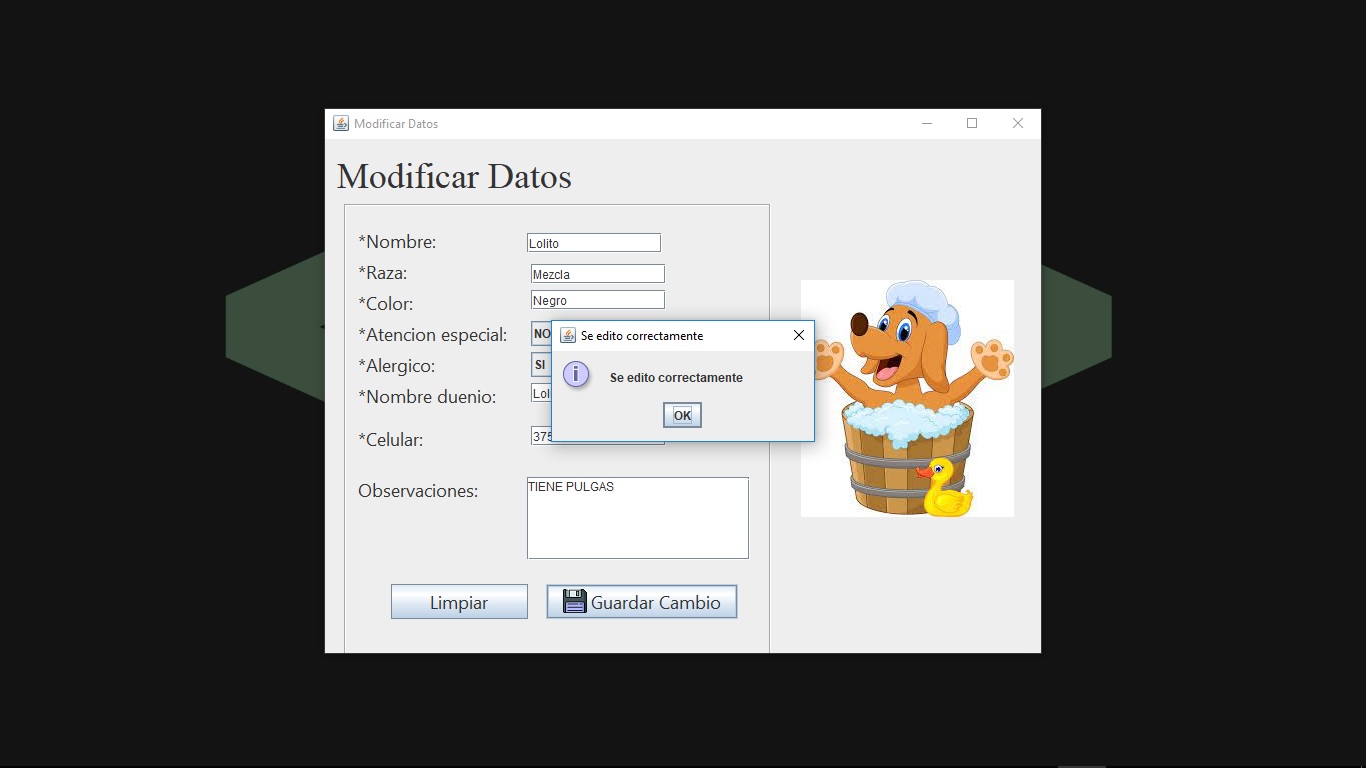 Modificar Datos
Modificar Datos
*Nombre: Lolito
*Raza: Mezcla
*Color: Negro
*Atencion especial: NO
*Alergico: SI
*Nombre duenio: Lol
*Celular: 375
Se edito correctamente
Se edito correctamente
OK
Observaciones: TIENE PULGAS
Limpiar
Guardar Cambio